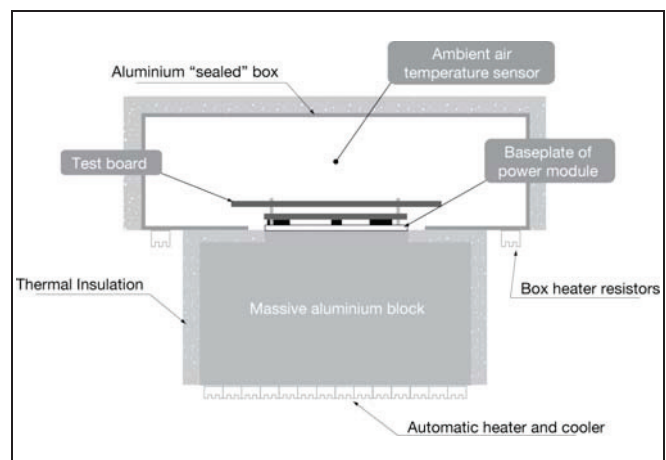 Ambient air
temperature sensor
Aluminium “sealed” box
Test board
Baseplate of
power module
Thermal Insulation
Box heater resistors
Massive aluminium block
Automatic heater and cooler